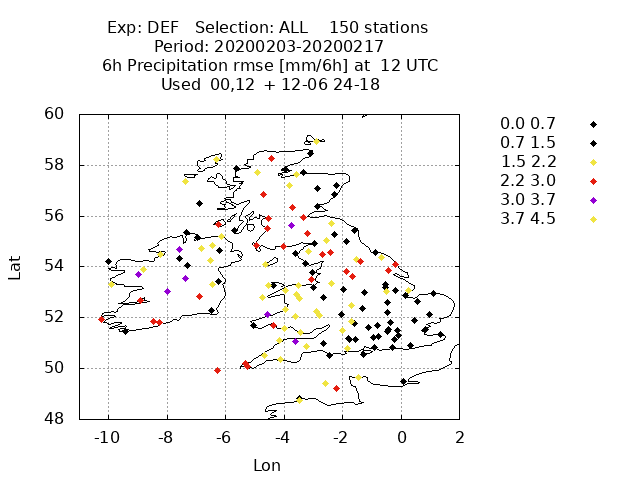 Exp: DEF Selection: ALL 150 stations
Period: 20200203-20200217
6h Precipitation rmse [mm/6h] at 12 UTC
Used 00,12 + 12-06 24-18
60
58
56
54
52
50
48
Lat
-10 -8 -6 -4 -2 0 2
Lon
0.0 0.7
0.7 1.5
1.5 2.2
2.2 3.0
3.0 3.7
3.7 4.5